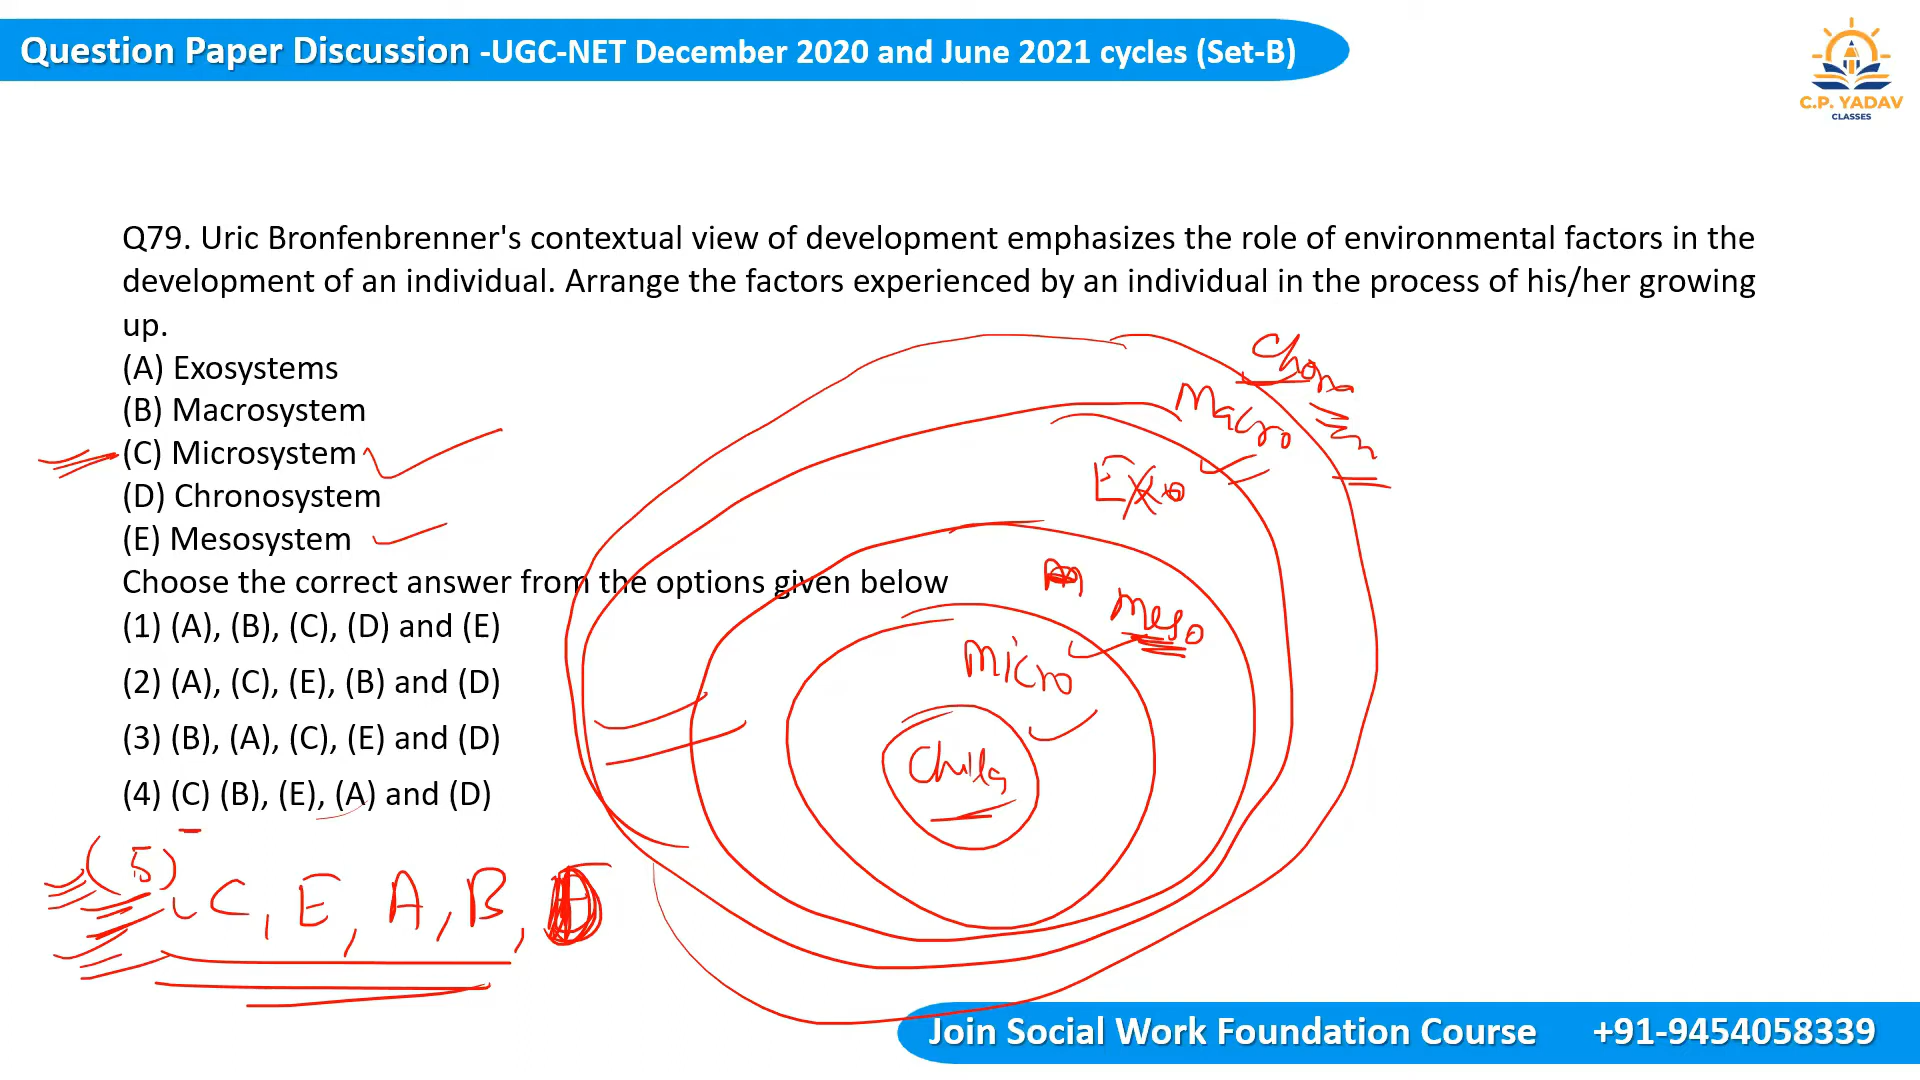 Question Paper Discussion -UGC-NET December 2020 and June 2021 cycles (Set-B)
C.P. YADAV
CLASSES
Q79. Uric Bronfenbrenner's contextual view of development emphasizes the role of environmental factors in the
development of an individual. Arrange the factors experienced by an individual in the process of his/her growing
up.
(A) Exosystems
(B) Macrosystem
(C) Microsystem
(D) Chronosystem
(E) Mesosystem
Choose the correct answer from the options given below
(1) (A), (B), (C), (D) and (E)
(2) (A), (C), (E), (B) and (D)
(3) (B), (A), (C), (E) and (D)
(4) (C) (B), (E), (A) and (D)
Macro
Exo
Meso
Micro
(5) C, E, A, B, D
Join Social Work Foundation Course +91-9454058339